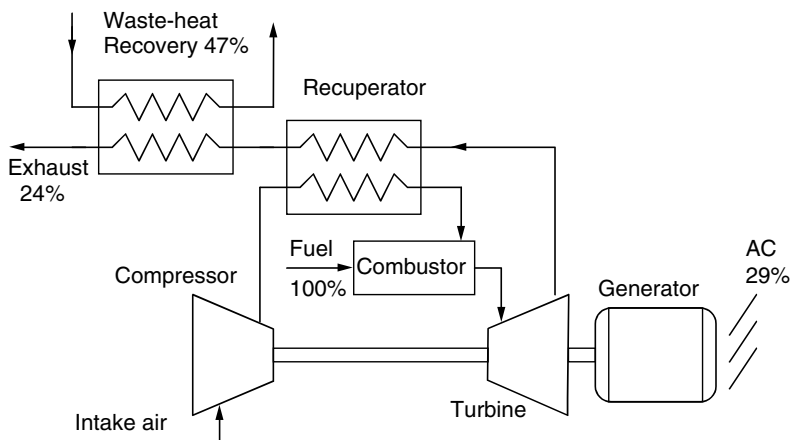 Waste-heat
Recovery 47%
Recuperator
Exhaust
24%
Fuel
100%
Combustor
AC
29%
Compressor
Generator
Turbine
Intake air